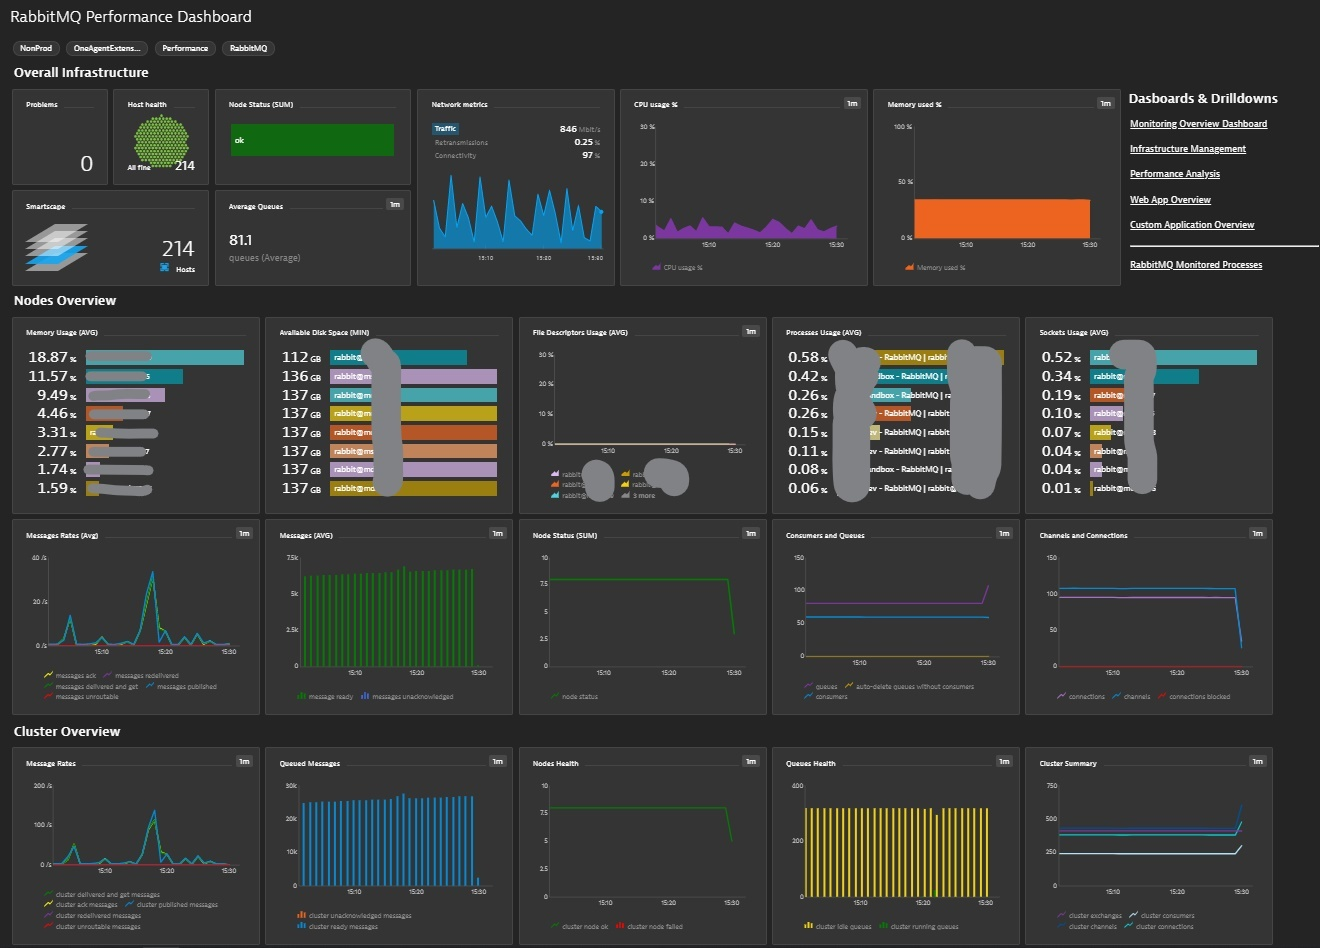 RabbitMQ Performance Dashboard
NonProd
OneAgentExtens...
Performance
RabbitMQ
Overall Infrastructure
Problems
0
Host health
All fine
214
Node Status (SUM)
ok
Network metrics
Traffic 846 Mbit/s
Retransmissions 0.25 %
Connectivity 97 %
15:10 15:20 15:30
CPU usage % 1m
30 %
20 %
10 %
0 %
15:10 15:20 15:30
CPU usage %
Memory used % 1m
100 %
50 %
0 %
15:10 15:20 15:30
Memory used %
Dasboards & Drilldowns
Monitoring Overview Dashboard
Infrastructure Management
Performance Analysis
Web App Overview
Custom Application Overview
RabbitMQ Monitored Processes
Smartscape
214
Hosts
Average Queues 1m
81.1
queues (Average)
Nodes Overview
Memory Usage (AVG)
18.87 %
11.57 %
9.49 %
4.46 %
3.31 %
2.77 %
1.74 %
1.59 %
Available Disk Space (MIN)
112 GB rabbit@
136 GB rabbit@m
137 GB rabbit@m
137 GB rabbit@m
137 GB rabbit@m
137 GB rabbit@m
137 GB rabbit@m
137 GB rabbit@m
File Descriptors Usage (AVG) 1m
30 %
20 %
10 %
0 %
15:10 15:20 15:30
3 more
Processes Usage (AVG)
0.58 % - RabbitMQ | rabbit
0.42 % dbox - RabbitMQ |
0.26 % ndbox - RabbitMQ |
0.26 % - RabbitMQ | rabbit
0.15 % - RabbitMQ | rabbit
0.11 % - RabbitMQ | rabbit
0.08 % ndbox - RabbitMQ |
0.06 % ev - RabbitMQ | rabbit@
Sockets Usage (AVG)
0.52 % rabb
0.34 % rabbit@
0.19 % rabbit@
0.10 % rabbit@
0.07 % rabbit@
0.04 % rabbit@
0.04 % rabbit@
0.01 % rabbit@m
Messages Rates (Avg) 1m
40 /s
20 /s
0 /s
15:10 15:20 15:30
messages ack messages redelivered
messages delivered and get messages published
messages unroutable
Messages (AVG) 1m
7.5k
5k
2.5k
0
15:10 15:20 15:30
message ready messages unacknowledged
Node Status (SUM) 1m
10
7.5
5
2.5
0
15:10 15:20 15:30
node status
Consumers and Queues 1m
150
100
50
0
15:10 15:20 15:30
queues auto-delete queues without consumers
consumers
Channels and Connections 1m
150
100
50
0
15:10 15:20 15:30
connections channels connections blocked
Cluster Overview
Message Rates 1m
200 /s
100 /s
0 /s
15:10 15:20 15:30
cluster delivered and get messages
cluster ack messages cluster published messages
cluster redelivered messages
cluster unroutable messages
Queued Messages 1m
30k
20k
10k
0
15:10 15:20 15:30
cluster unacknowledged messages
cluster ready messages
Nodes Health 1m
10
7.5
5
2.5
0
15:10 15:20 15:30
cluster node ok cluster node failed
Queues Health 1m
400
200
0
15:10 15:20 15:30
cluster idle queues cluster running queues
Cluster Summary 1m
750
500
250
0
15:10 15:20 15:30
cluster exchanges cluster consumers
cluster channels cluster connections